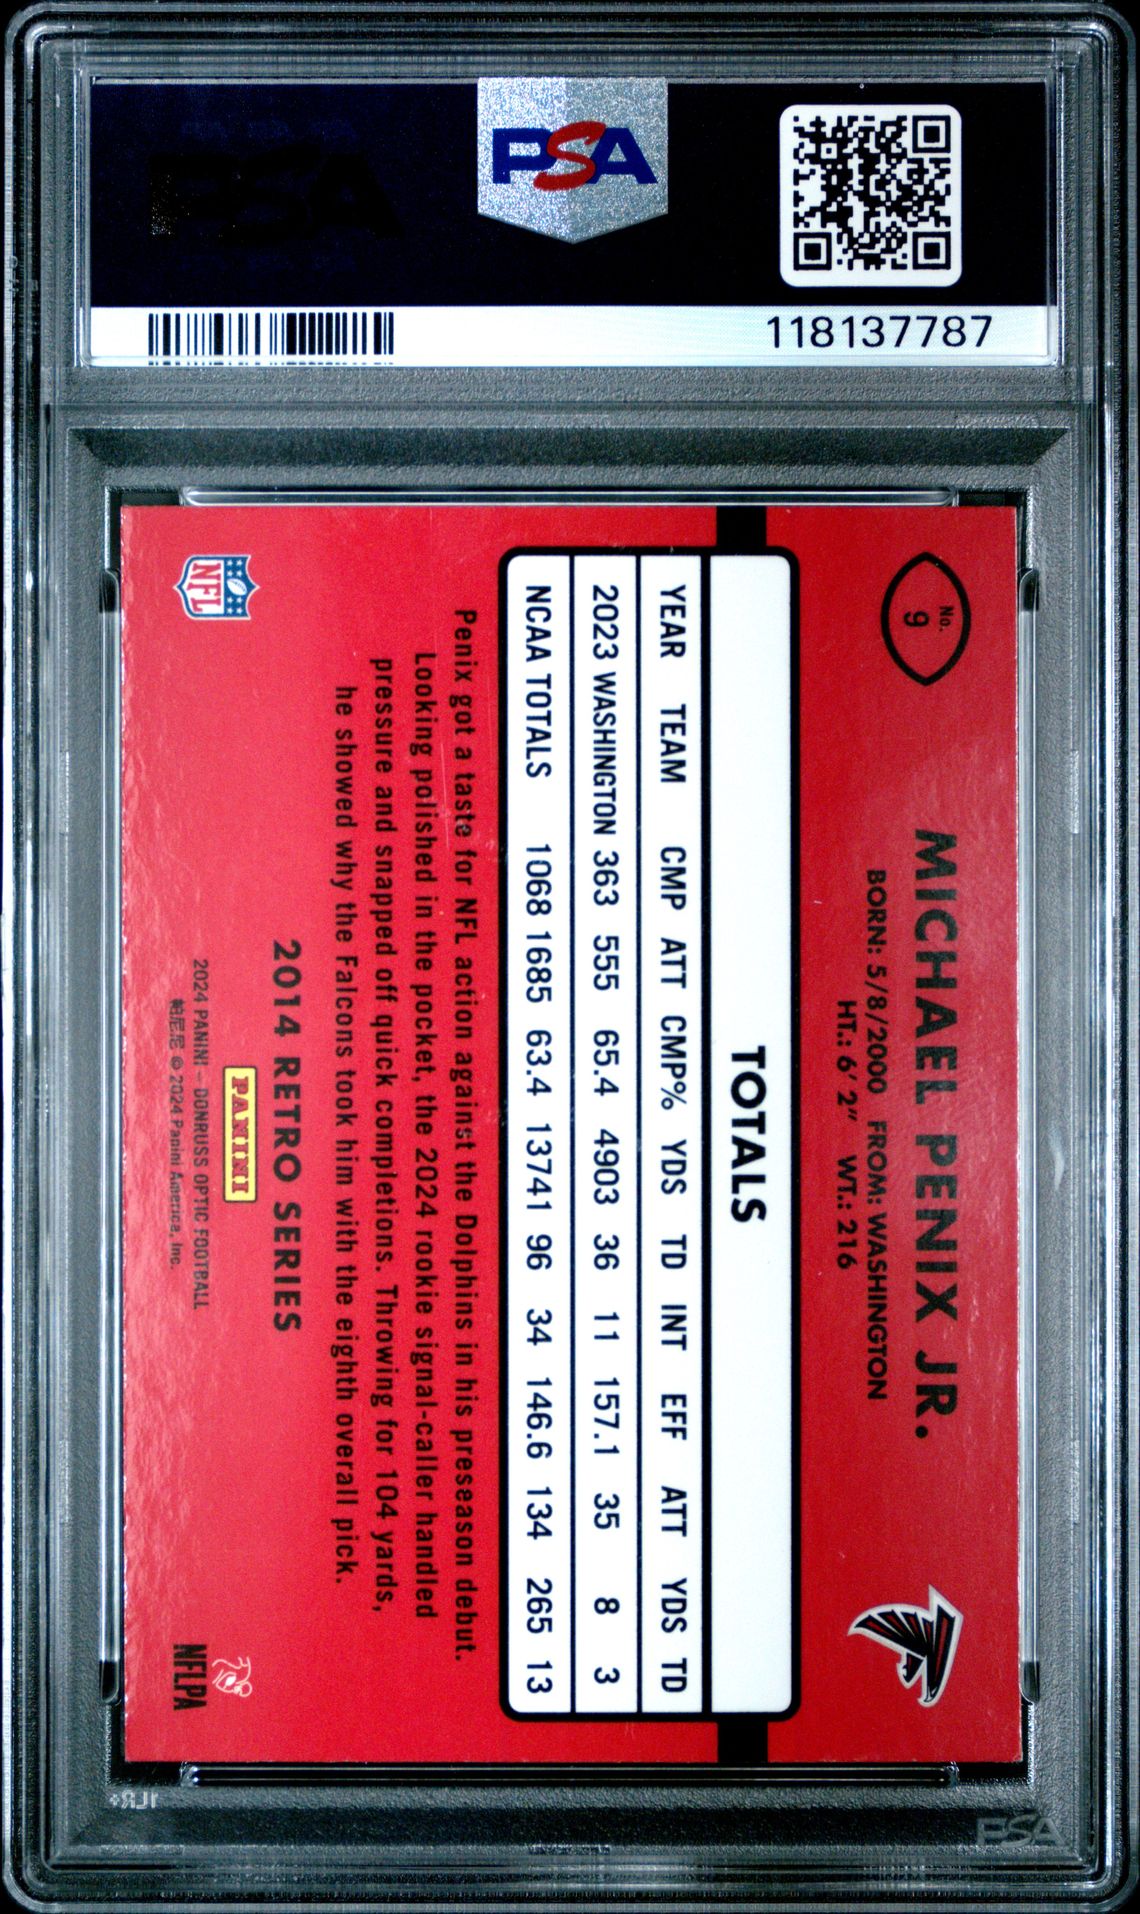 PSA
118137787
No.
9
MICHAEL PENIX JR.
BORN: 5/8/2000 FROM: WASHINGTON
HT.: 6'2" WT.: 216
TOTALS
YEAR TEAM CMP ATT CMP% YDS TD INT EFF ATT YDS TD
2023 WASHINGTON 363 555 65.4 4903 36 11 157.1 35 8 3
NCAA TOTALS 1068 1685 63.4 13741 96 34 146.6 134 265 13
Penix got a taste for NFL action against the Dolphins in his preseason debut.
Looking polished in the pocket, the 2024 rookie signal-caller handled
pressure and snapped off quick completions. Throwing for 104 yards,
he showed why the Falcons took him with the eighth overall pick.
2014 RETRO SERIES
NFL
PANINI
2024 PANINI – DONRUSS OPTIC FOOTBALL
帕尼尼 © 2024 Panini America, Inc.
NFLPA
1LR+
PSA